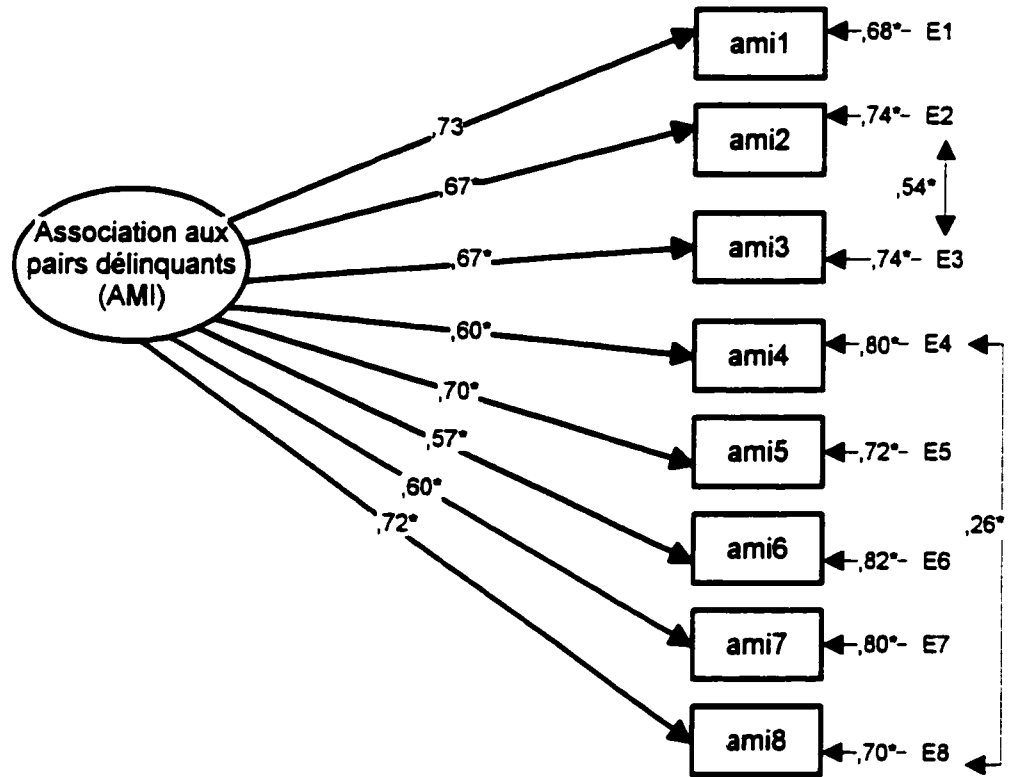 Association aux
pairs délinquants
(AMI)
,73
,67*
,67*
,60*
,70*
,57*
,60*
,72*
ami1
,68* E1
ami2
,74* E2
,54*
ami3
,74* E3
ami4
,80* E4
ami5
,72* E5
,26*
ami6
,82* E6
ami7
,80* E7
ami8
,70* E8